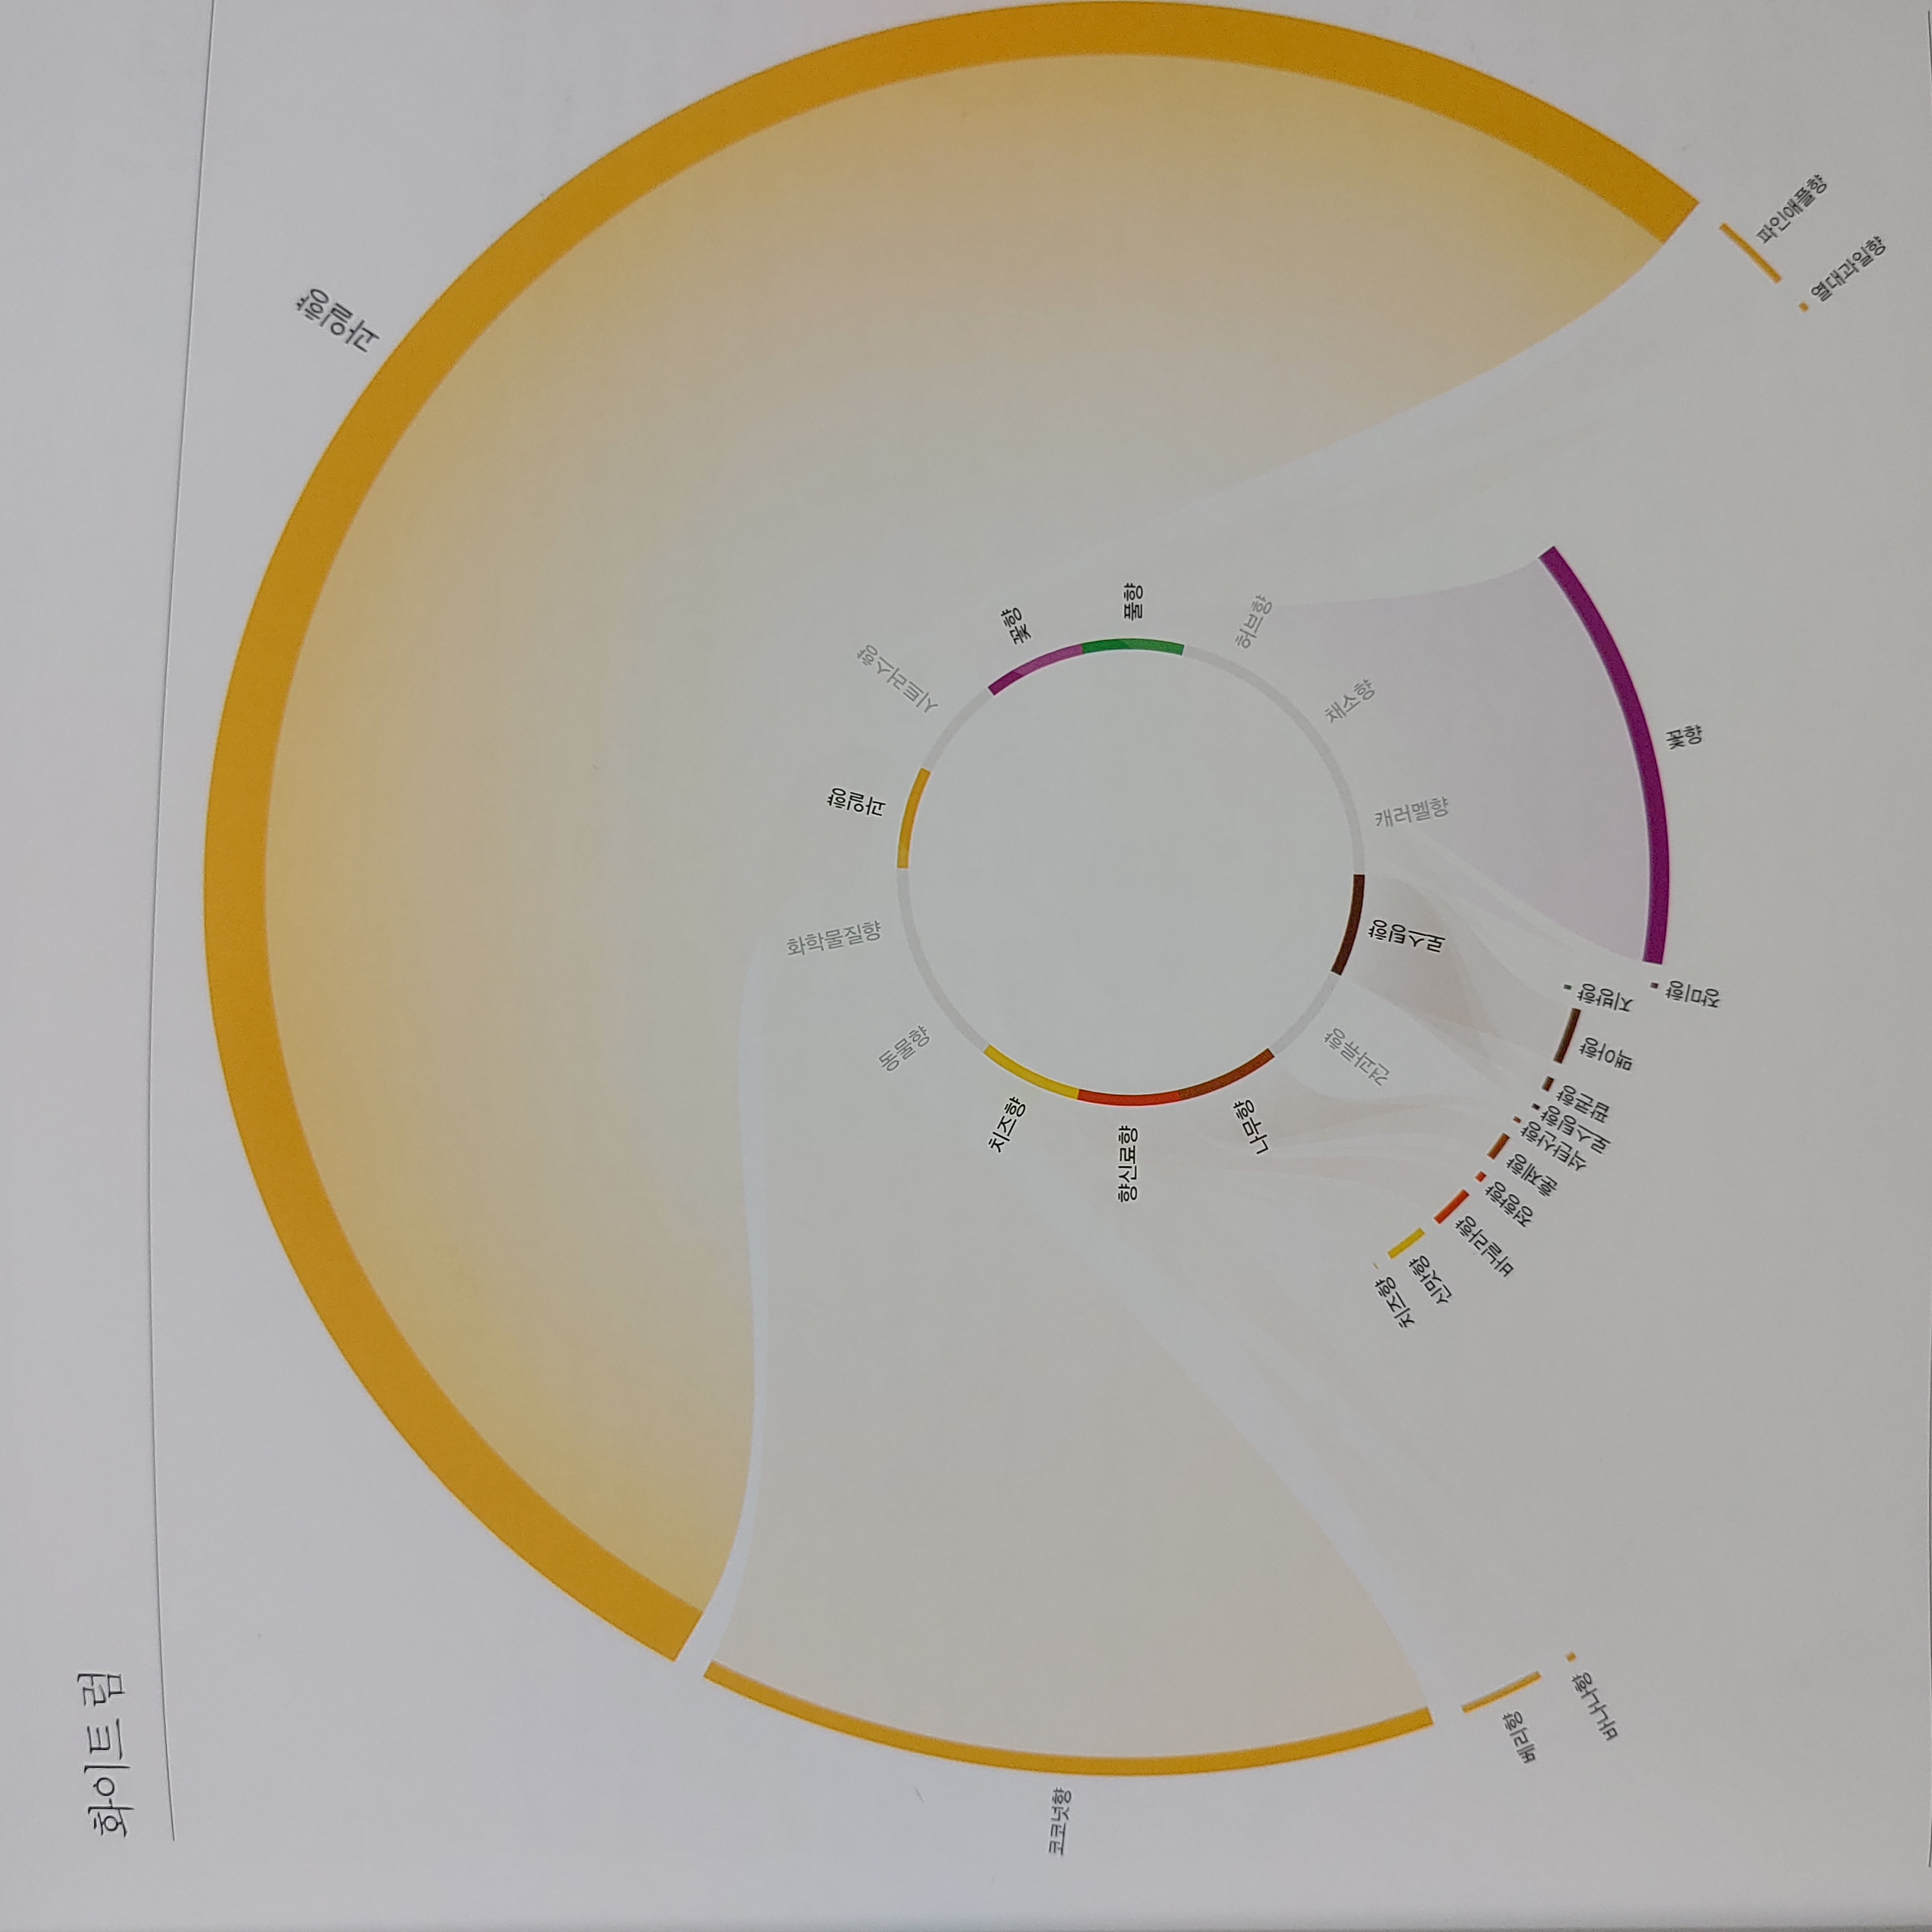 화이트 럼
과일향
화학물질향
과일향
시트러스향
동물향
치즈향
꽃향
코코넛향
향신료향
풀향
나무향
허브향
견과류향
로스팅향
캐러멜향
채소향
치즈향
신맛향
바닐라향
정향향
훈제향
석탄산향
로스팅향
팝콘향
맥아향
지방향
장미향
꽃향
베리향
바나나향
파인애플향
열대과일향